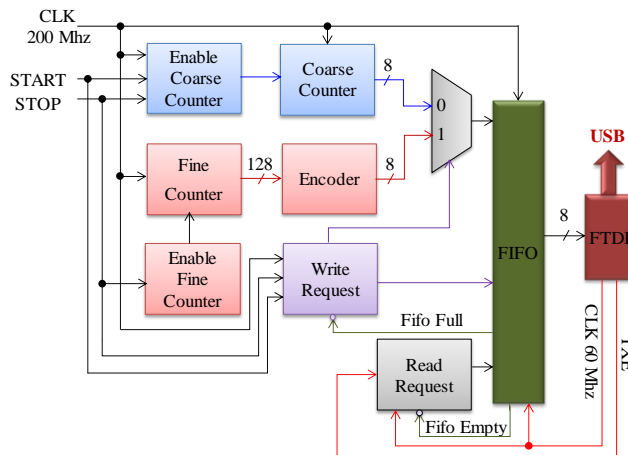 CLK
200 Mhz
START
STOP
Enable
Coarse
Counter
Coarse
Counter
8
0
1
Fine
Counter
128
Encoder
8
Enable
Fine
Counter
Write
Request
Fifo Full
Read
Request
Fifo Empty
FIFO
8
USB
FTDI
CLK 60 Mhz
TXE